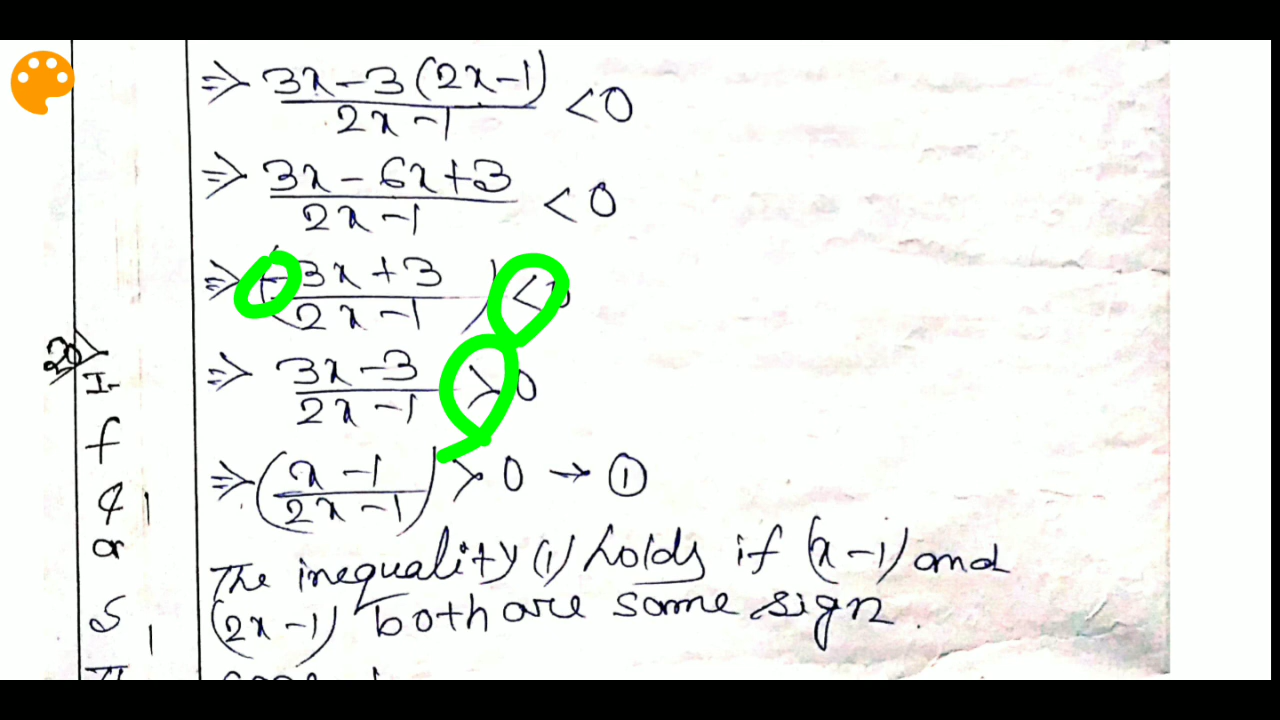 ⇒ (3x-3(2x-1))/(2x-1) <0
⇒ (3x-6x+3)/(2x-1) <0
⇒ (-3x+3)/(2x-1) <0
⇒ (3x-3)/(2x-1) >0
⇒ ((x-1)/(2x-1)) >0 → ①
The inequality (1) holds if (x-1) and
(2x-1) both are same sign.
20
I
f
or
S